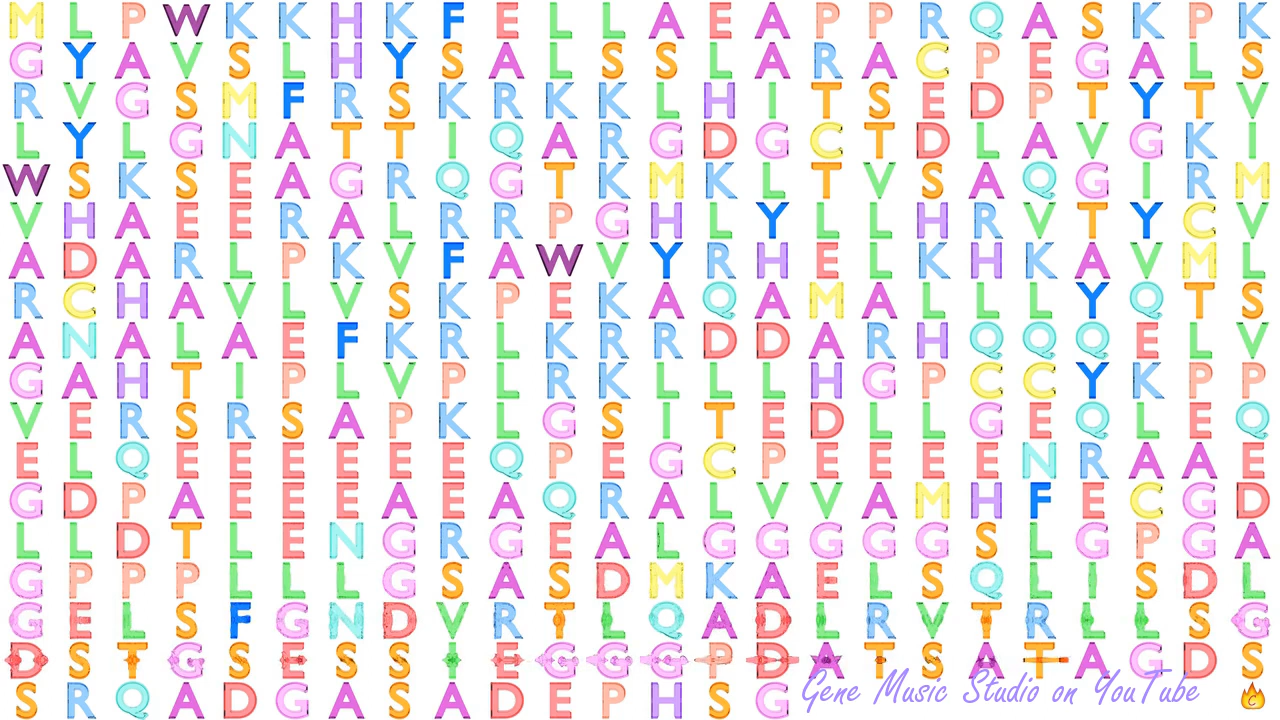 M L P W K K H K F E L L A E A P P R Q A S K P K
G Y A V S L H Y S A L S S L A R A C P E G A L S
R V G S M F R S K R K K L H I T S E D P T Y T V
L Y L G N A T T I Q A R G D G C T D L A V G K I
W S K S E A G R Q G T K M K L T V S A Q G I R M
V H A E E R A L R R P G H L Y L L H R V T Y C V
A D A R L P K V F A W V Y R H E L K H K A V M L
R C H A V L V S K P E K A Q A M A L L L Y Q T S
A N A L A E F K R L K R R D D A R H Q Q Q E L V
G A H T I P L V P L R K L L L H G P C C Y K P P
V E R S R S A P K L G S I T E D L L G E Q L E Q
E L Q E E E E E E Q P E G C P E E E E N R A A E
G D P A E E E A E A Q R A L V V A M H F E C G D
L L D T L E N G R G E A L G G G G G S L G P G A
G P P P L L L G S A S D M K A E L S Q L I S D L
G E L S F G N D V R T L Q A D L R V T R L L S G
D S T G S E S S I E G G G P D A T S A T A G D S
S R Q A D G A S A D E P H S G Gene Music Studio on YouTube C